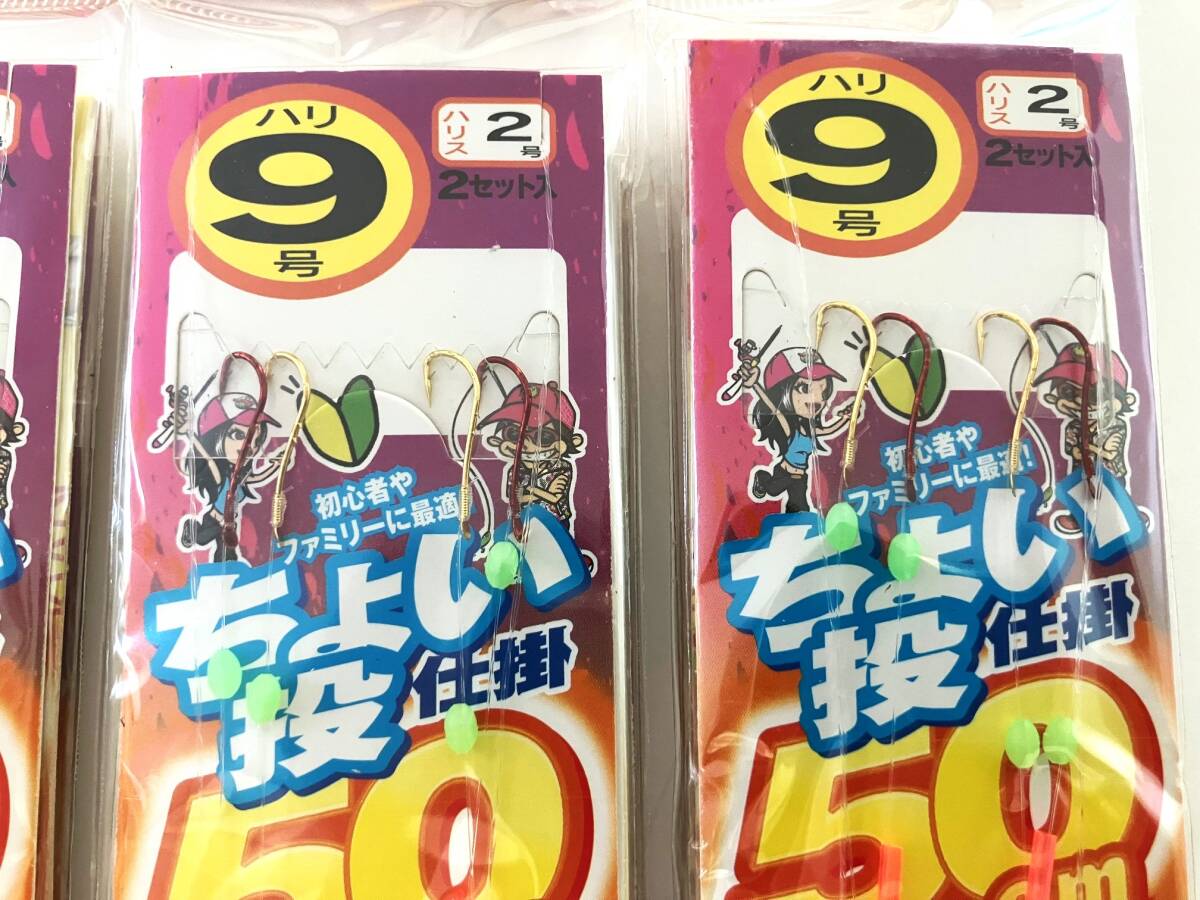 ハリ
9
号
ハリス
2
号
2セット入
初心者や
ファミリーに最適
ちょい
投
仕掛
50
ハリ
9
号
ハリス
2
号
2セット入
初心者や
ファミリーに最適!
ちょい
投
仕掛
50
cm
号